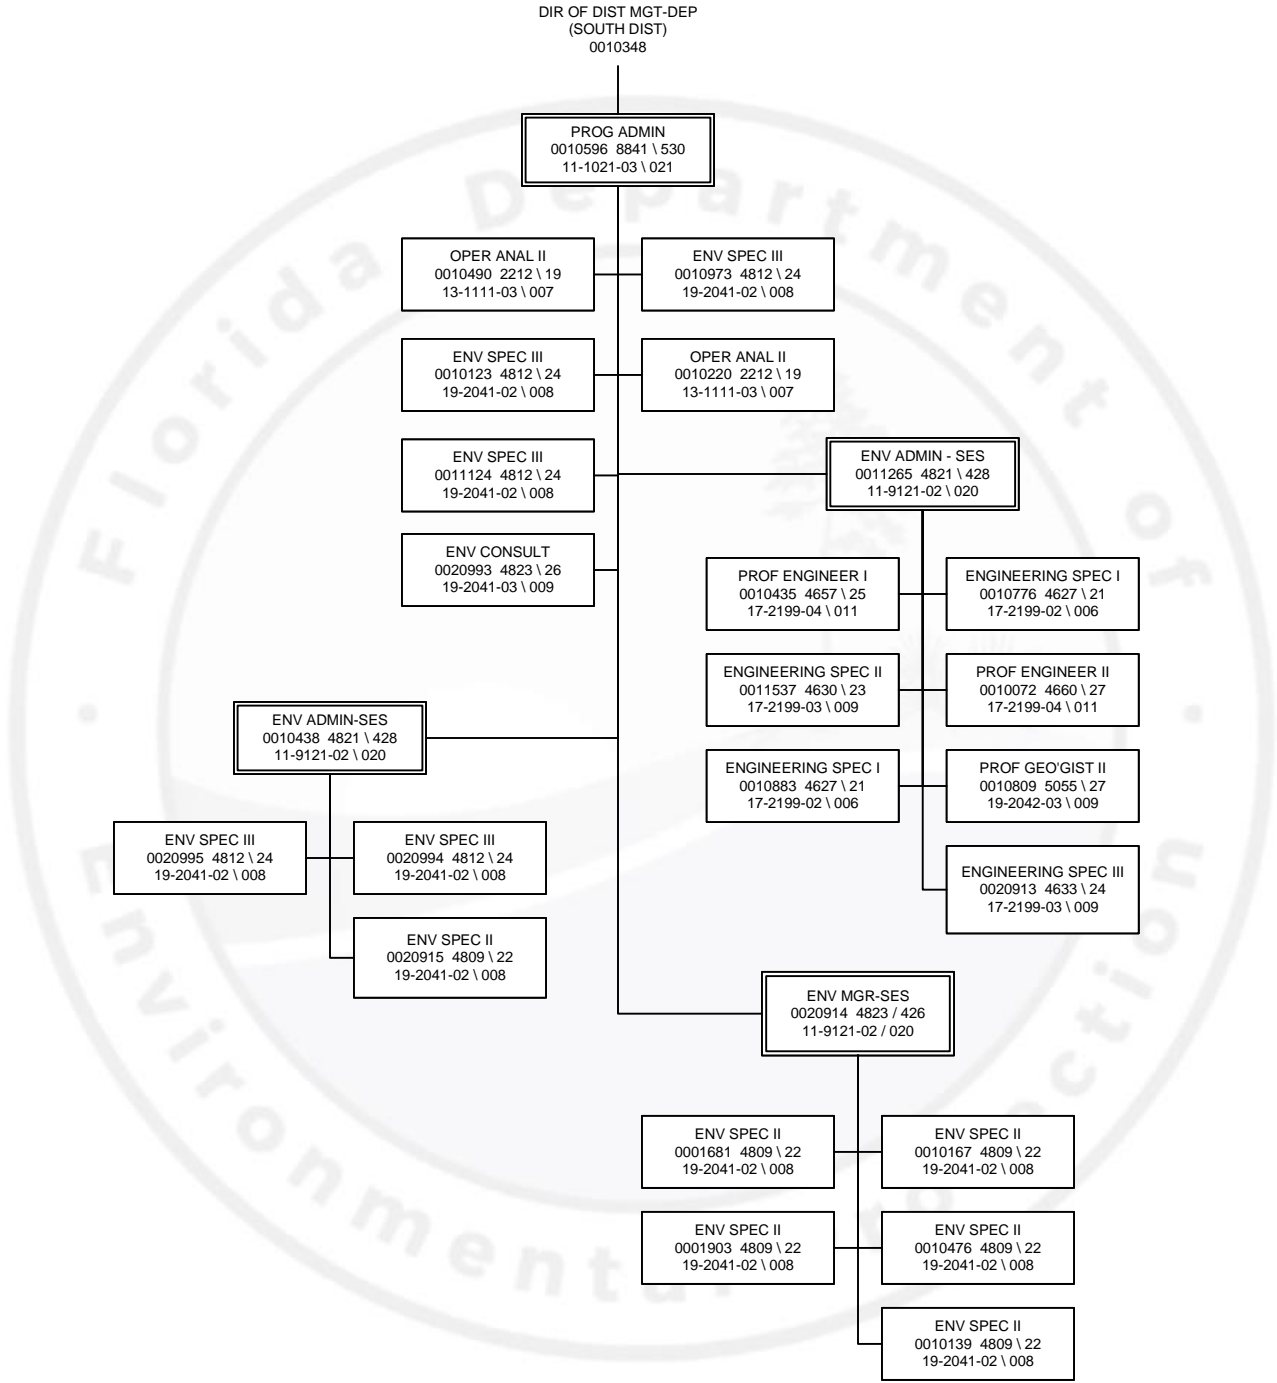 DIR OF DIST MGT-DEP
(SOUTH DIST)
0010348
PROG ADMIN
0010596 8841 \ 530
11-1021-03 \ 021
OPER ANAL II
0010490 2212 \ 19
13-1111-03 \ 007
ENV SPEC III
0010973 4812 \ 24
19-2041-02 \ 008
ENV SPEC III
0010123 4812 \ 24
19-2041-02 \ 008
OPER ANAL II
0010220 2212 \ 19
13-1111-03 \ 007
ENV SPEC III
0011124 4812 \ 24
19-2041-02 \ 008
ENV ADMIN - SES
0011265 4821 \ 428
11-9121-02 \ 020
ENV CONSULT
0020993 4823 \ 26
19-2041-03 \ 009
PROF ENGINEER I
0010435 4657 \ 25
17-2199-04 \ 011
ENGINEERING SPEC I
0010776 4627 \ 21
17-2199-02 \ 006
ENGINEERING SPEC II
0011537 4630 \ 23
17-2199-03 \ 009
PROF ENGINEER II
0010072 4660 \ 27
17-2199-04 \ 011
ENV ADMIN-SES
0010438 4821 \ 428
11-9121-02 \ 020
ENGINEERING SPEC I
0010883 4627 \ 21
17-2199-02 \ 006
PROF GEO'GIST II
0010809 5055 \ 27
19-2042-03 \ 009
ENV SPEC III
0020995 4812 \ 24
19-2041-02 \ 008
ENV SPEC III
0020994 4812 \ 24
19-2041-02 \ 008
ENGINEERING SPEC III
0020913 4633 \ 24
17-2199-03 \ 009
ENV SPEC II
0020915 4809 \ 22
19-2041-02 \ 008
ENV MGR-SES
0020914 4823 / 426
11-9121-02 / 020
ENV SPEC II
0001681 4809 \ 22
19-2041-02 \ 008
ENV SPEC II
0010167 4809 \ 22
19-2041-02 \ 008
ENV SPEC II
0001903 4809 \ 22
19-2041-02 \ 008
ENV SPEC II
0010476 4809 \ 22
19-2041-02 \ 008
ENV SPEC II
0010139 4809 \ 22
19-2041-02 \ 008
Florida Department of
Environmental Protection